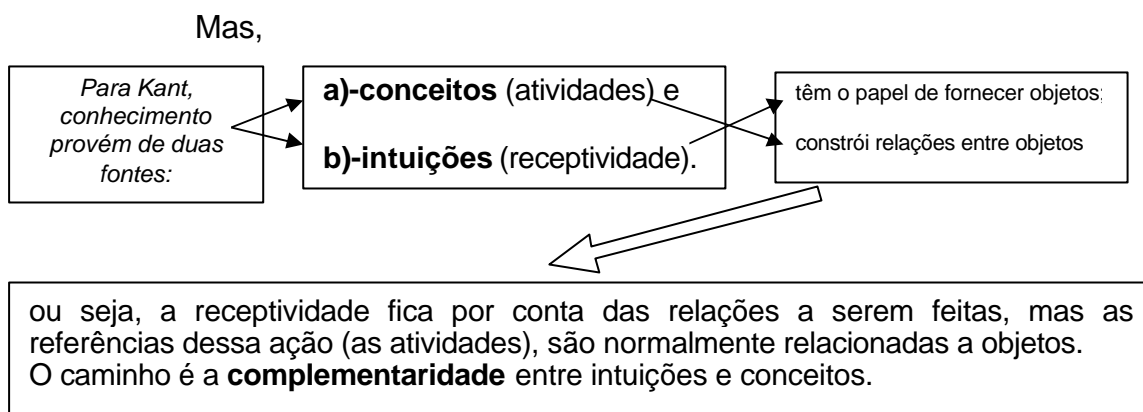 Mas,
Para Kant,
conhecimento
provém de duas
fontes:
a)-conceitos (atividades) e
b)-intuições (receptividade).
têm o papel de fornecer objetos;
constrói relações entre objetos
ou seja, a receptividade fica por conta das relações a serem feitas, mas as
referências dessa ação (as atividades), são normalmente relacionadas a objetos.
O caminho é a complementaridade entre intuições e conceitos.